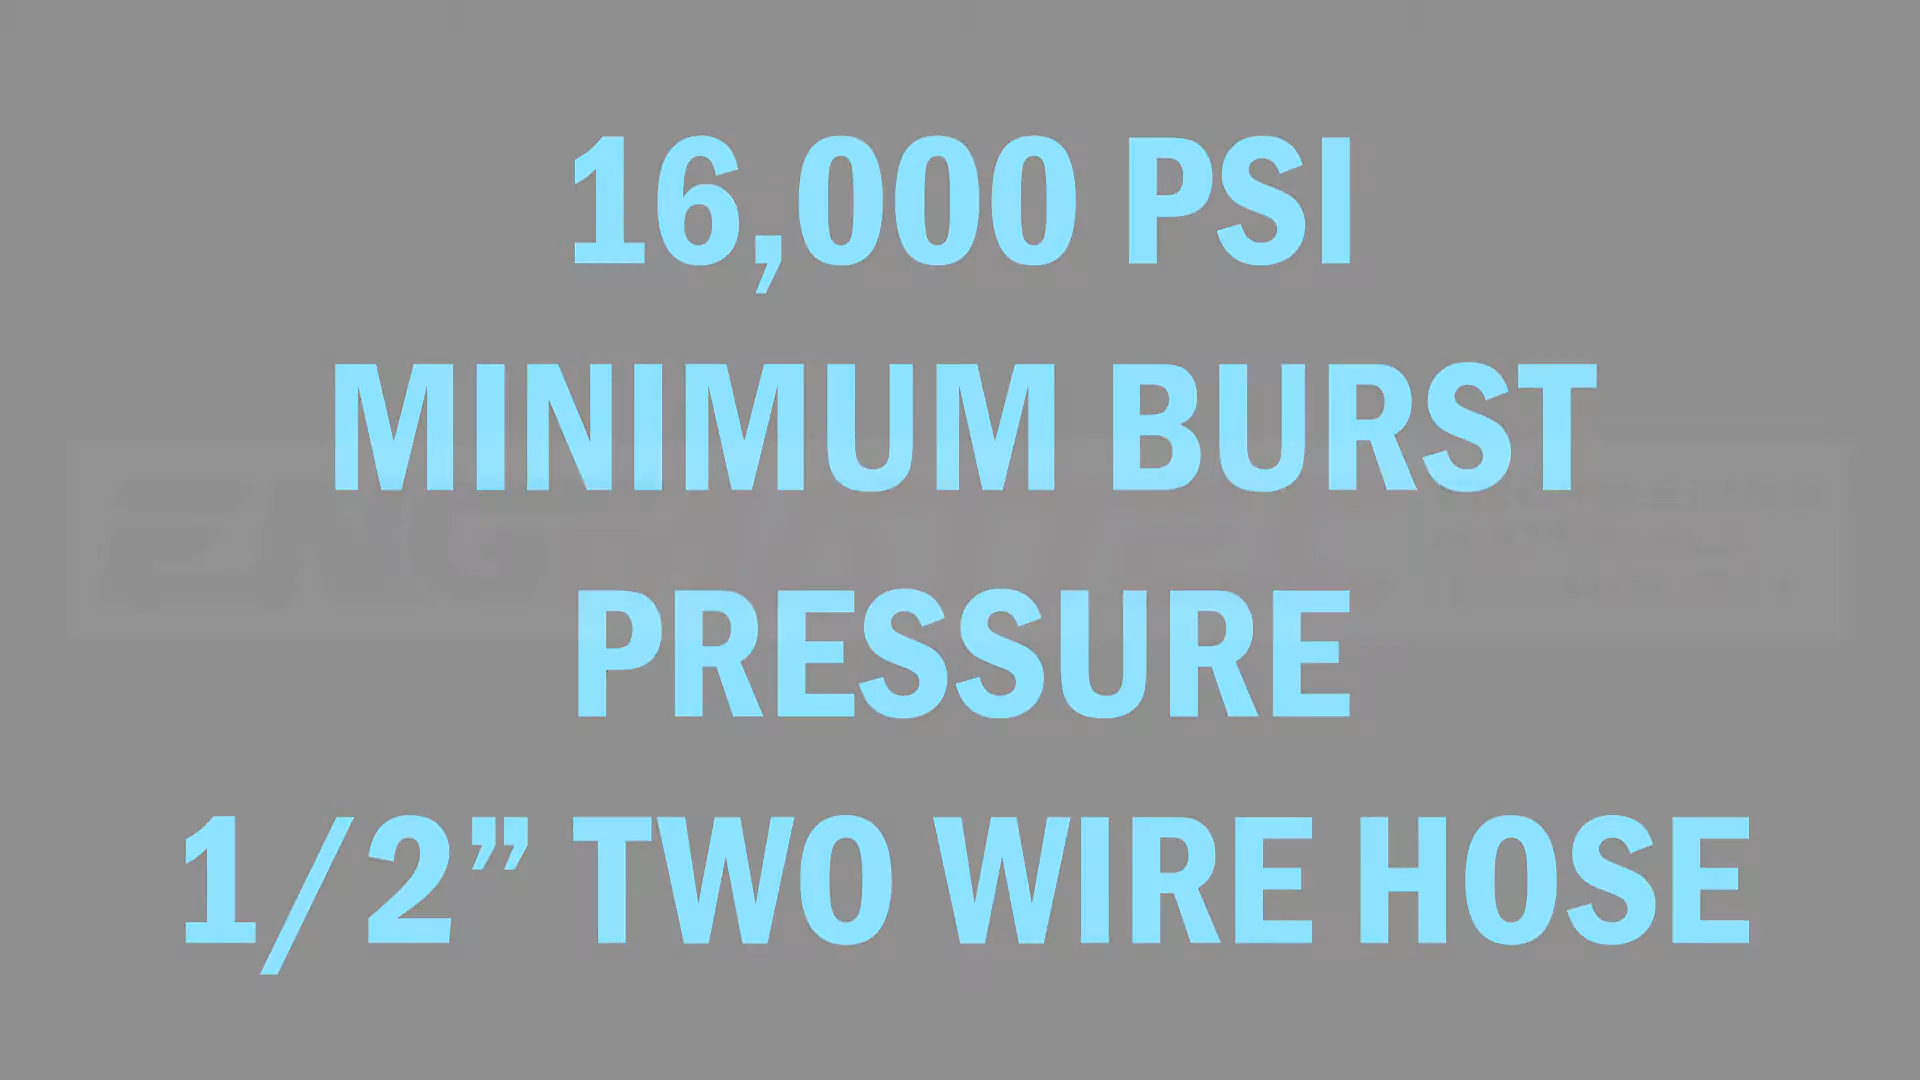 16,000 PSI
MINIMUM BURST
PRESSURE
1/2” TWO WIRE HOSE